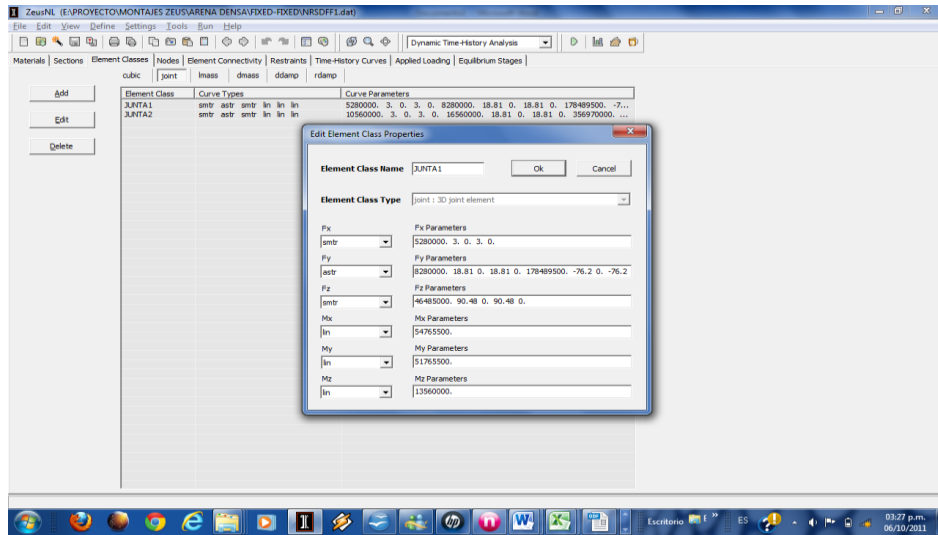 ZeusNL (E:\PROYECTO\MONTAJES ZEUS\ARENA DENSA\FIXED-FIXED\NRSDFF1.dat)
File Edit View Define Settings Tools Run Help
Dynamic Time-History Analysis
Materials Sections Element Classes Nodes Element Connectivity Restraints Time-History Curves Applied Loading Equilibrium Stages
cubic joint lmass dmass ddamp rdamp
Add
Edit
Delete
Element Class Curve Types Curve Parameters
JUNTA1 smtr astr smtr lin lin lin 5280000. 3. 0. 3. 0. 8280000. 18.81 0. 18.81 0. 178489500. -7...
JUNTA2 smtr astr smtr lin lin lin 10560000. 3. 0. 3. 0. 16560000. 18.81 0. 18.81 0. 356970000. ...
Edit Element Class Properties
Element Class Name JUNTA1 Ok Cancel
Element Class Type joint : 3D joint element
Fx Fx Parameters
smtr 5280000. 3. 0. 3. 0.
Fy Fy Parameters
astr 8280000. 18.81 0. 18.81 0. 178489500. -76.2 0. -76.2
Fz Fz Parameters
smtr 46485000. 90.48 0. 90.48 0.
Mx Mx Parameters
lin 54765500.
My My Parameters
lin 51765500.
Mz Mz Parameters
lin 13560000.
Escritorio ES 03:27 p.m.
06/10/2011